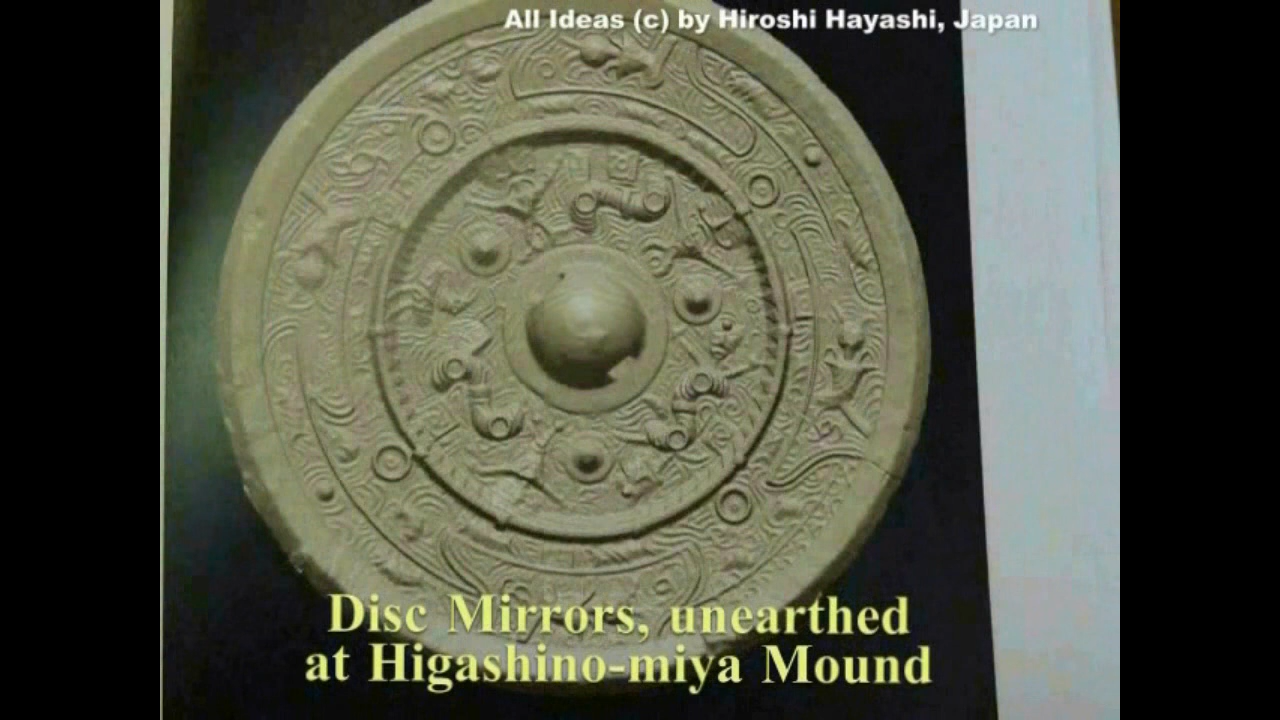 All Ideas (c) by Hiroshi Hayashi, Japan
Disc Mirrors, unearthed
at Higashino-miya Mound